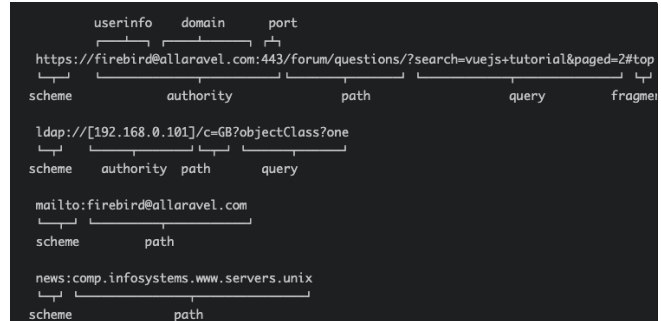 userinfo domain port
https://firebird@allaravel.com:443/forum/questions/?search=vuejs+tutorial&paged=2#top
scheme authority path query fragmen
ldap://[192.168.0.101]/c=GB?objectClass?one
scheme authority path query
mailto:firebird@allaravel.com
scheme path
news:comp.infosystems.www.servers.unix
scheme path